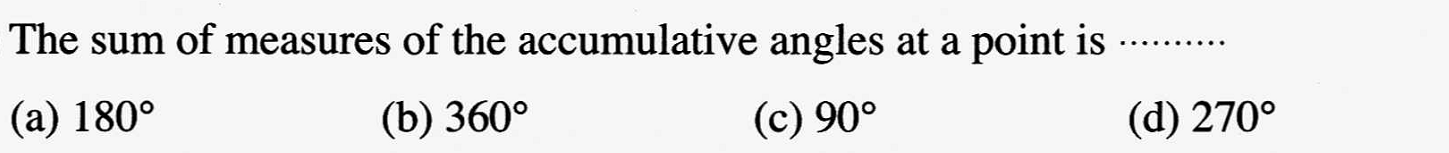 The sum of measures of the accumulative angles at a point is ··········
(a) 180° (b) 360° (c) 90° (d) 270°